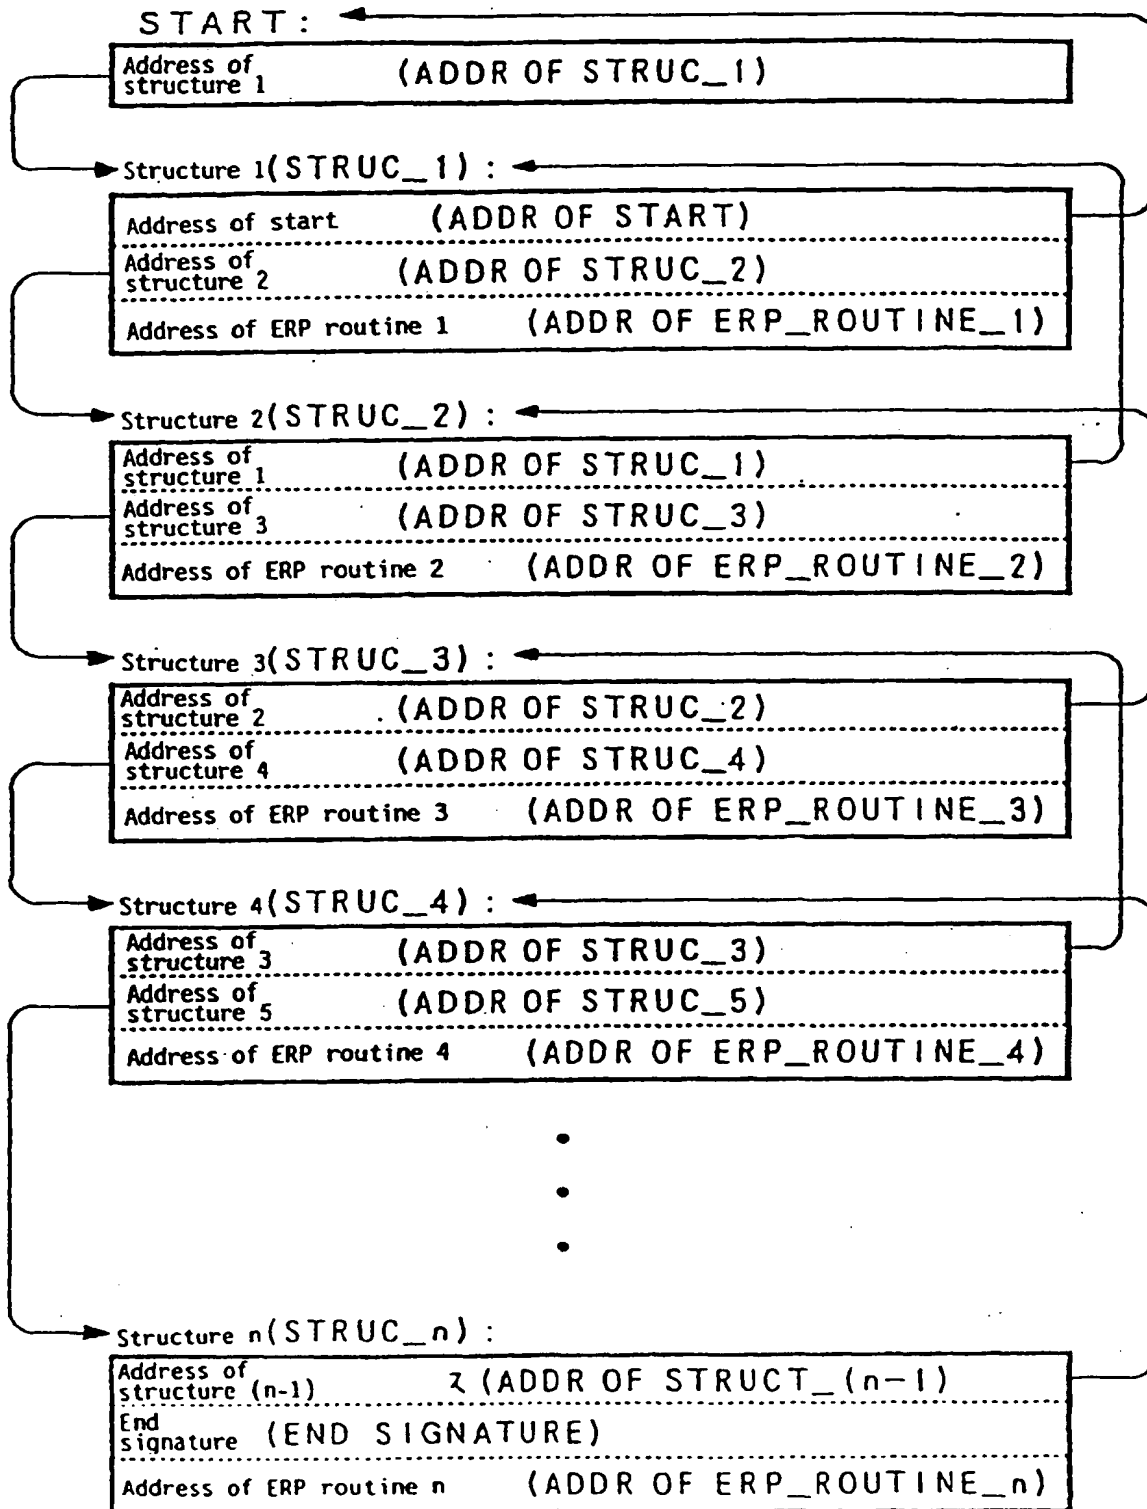 START:
Address of
structure 1 (ADDR OF STRUC_1)
Structure 1(STRUC_1) :
Address of start (ADDR OF START)
Address of
structure 2 (ADDR OF STRUC_2)
Address of ERP routine 1 (ADDR OF ERP_ROUTINE_1)
Structure 2(STRUC_2) :
Address of
structure 1 (ADDR OF STRUC_1)
Address of
structure 3 (ADDR OF STRUC_3)
Address of ERP routine 2 (ADDR OF ERP_ROUTINE_2)
Structure 3(STRUC_3) :
Address of
structure 2 (ADDR OF STRUC_2)
Address of
structure 4 (ADDR OF STRUC_4)
Address of ERP routine 3 (ADDR OF ERP_ROUTINE_3)
Structure 4(STRUC_4) :
Address of
structure 3 (ADDR OF STRUC_3)
Address of
structure 5 (ADDR OF STRUC_5)
Address of ERP routine 4 (ADDR OF ERP_ROUTINE_4)
Structure n(STRUC_n) :
Address of
structure (n-1) (ADDR OF STRUCT_(n-1)
End
signature (END SIGNATURE)
Address of ERP routine n (ADDR OF ERP_ROUTINE_n)